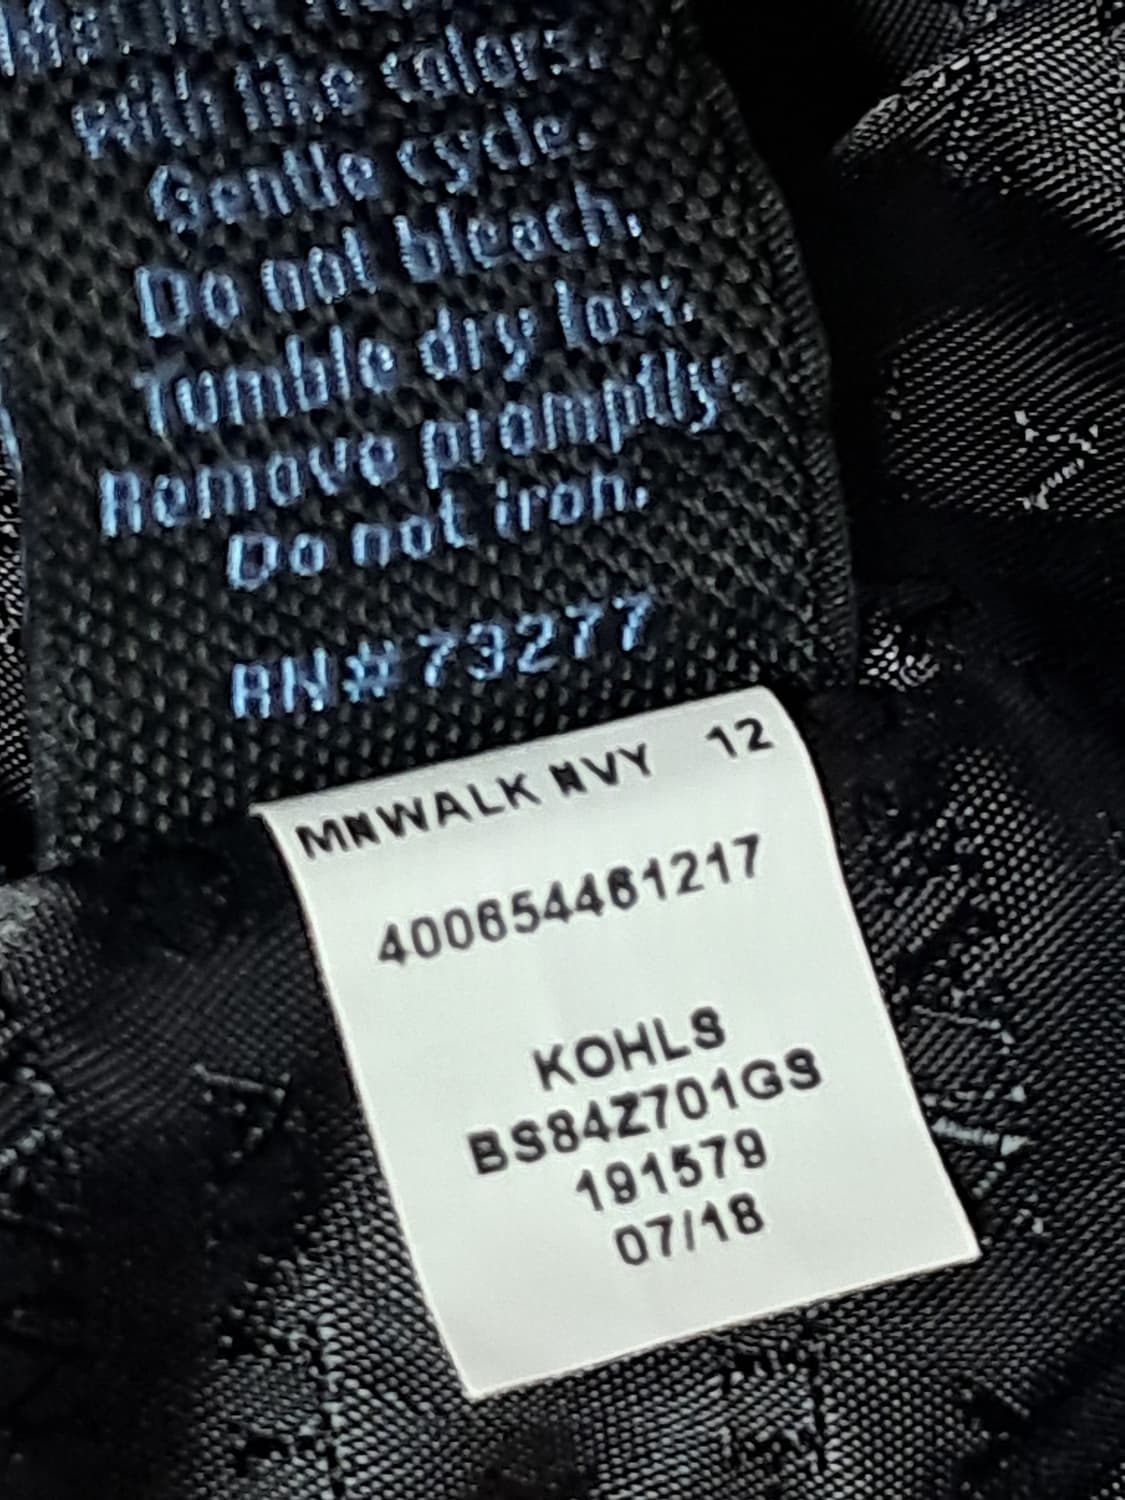 with like colors.
Gentle cycle.
Do not bleach.
Tumble dry low.
Remove promptly.
Do not iron.
RN#73277
MNWALK NVY 12
400654461217
KOHLS
BS84Z701GS
191579
07/18